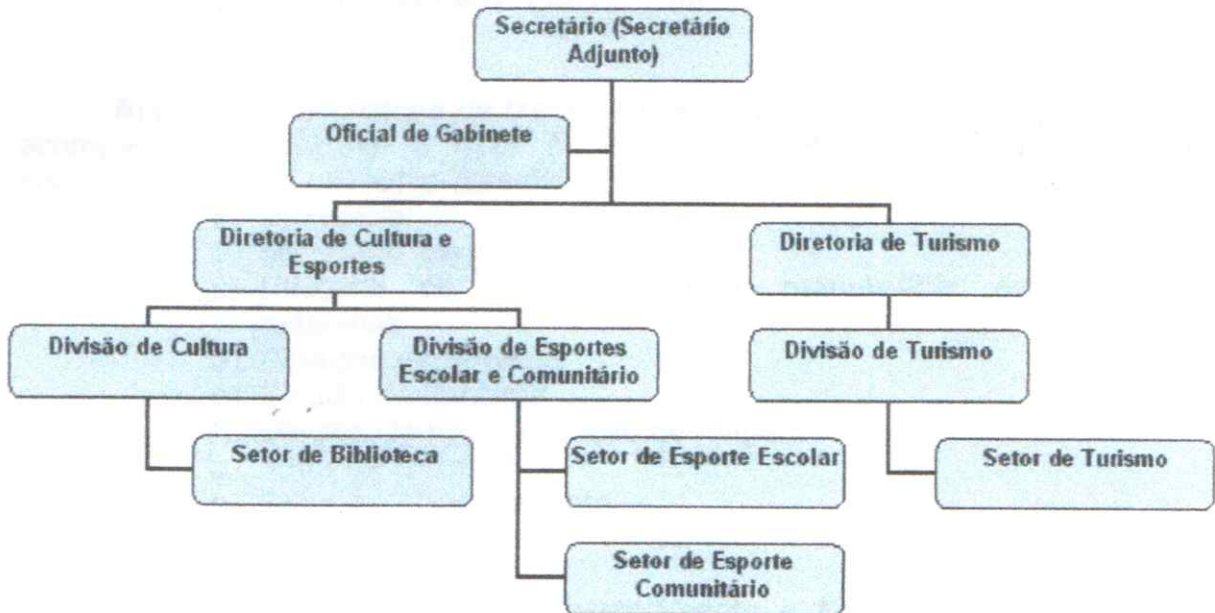 Secretário (Secretário
Adjunto)
Oficial de Gabinete
Diretoria de Cultura e
Esportes
Diretoria de Turismo
Divisão de Cultura
Divisão de Esportes
Escolar e Comunitário
Divisão de Turismo
Setor de Biblioteca
Setor de Esporte Escolar
Setor de Turismo
Setor de Esporte
Comunitário